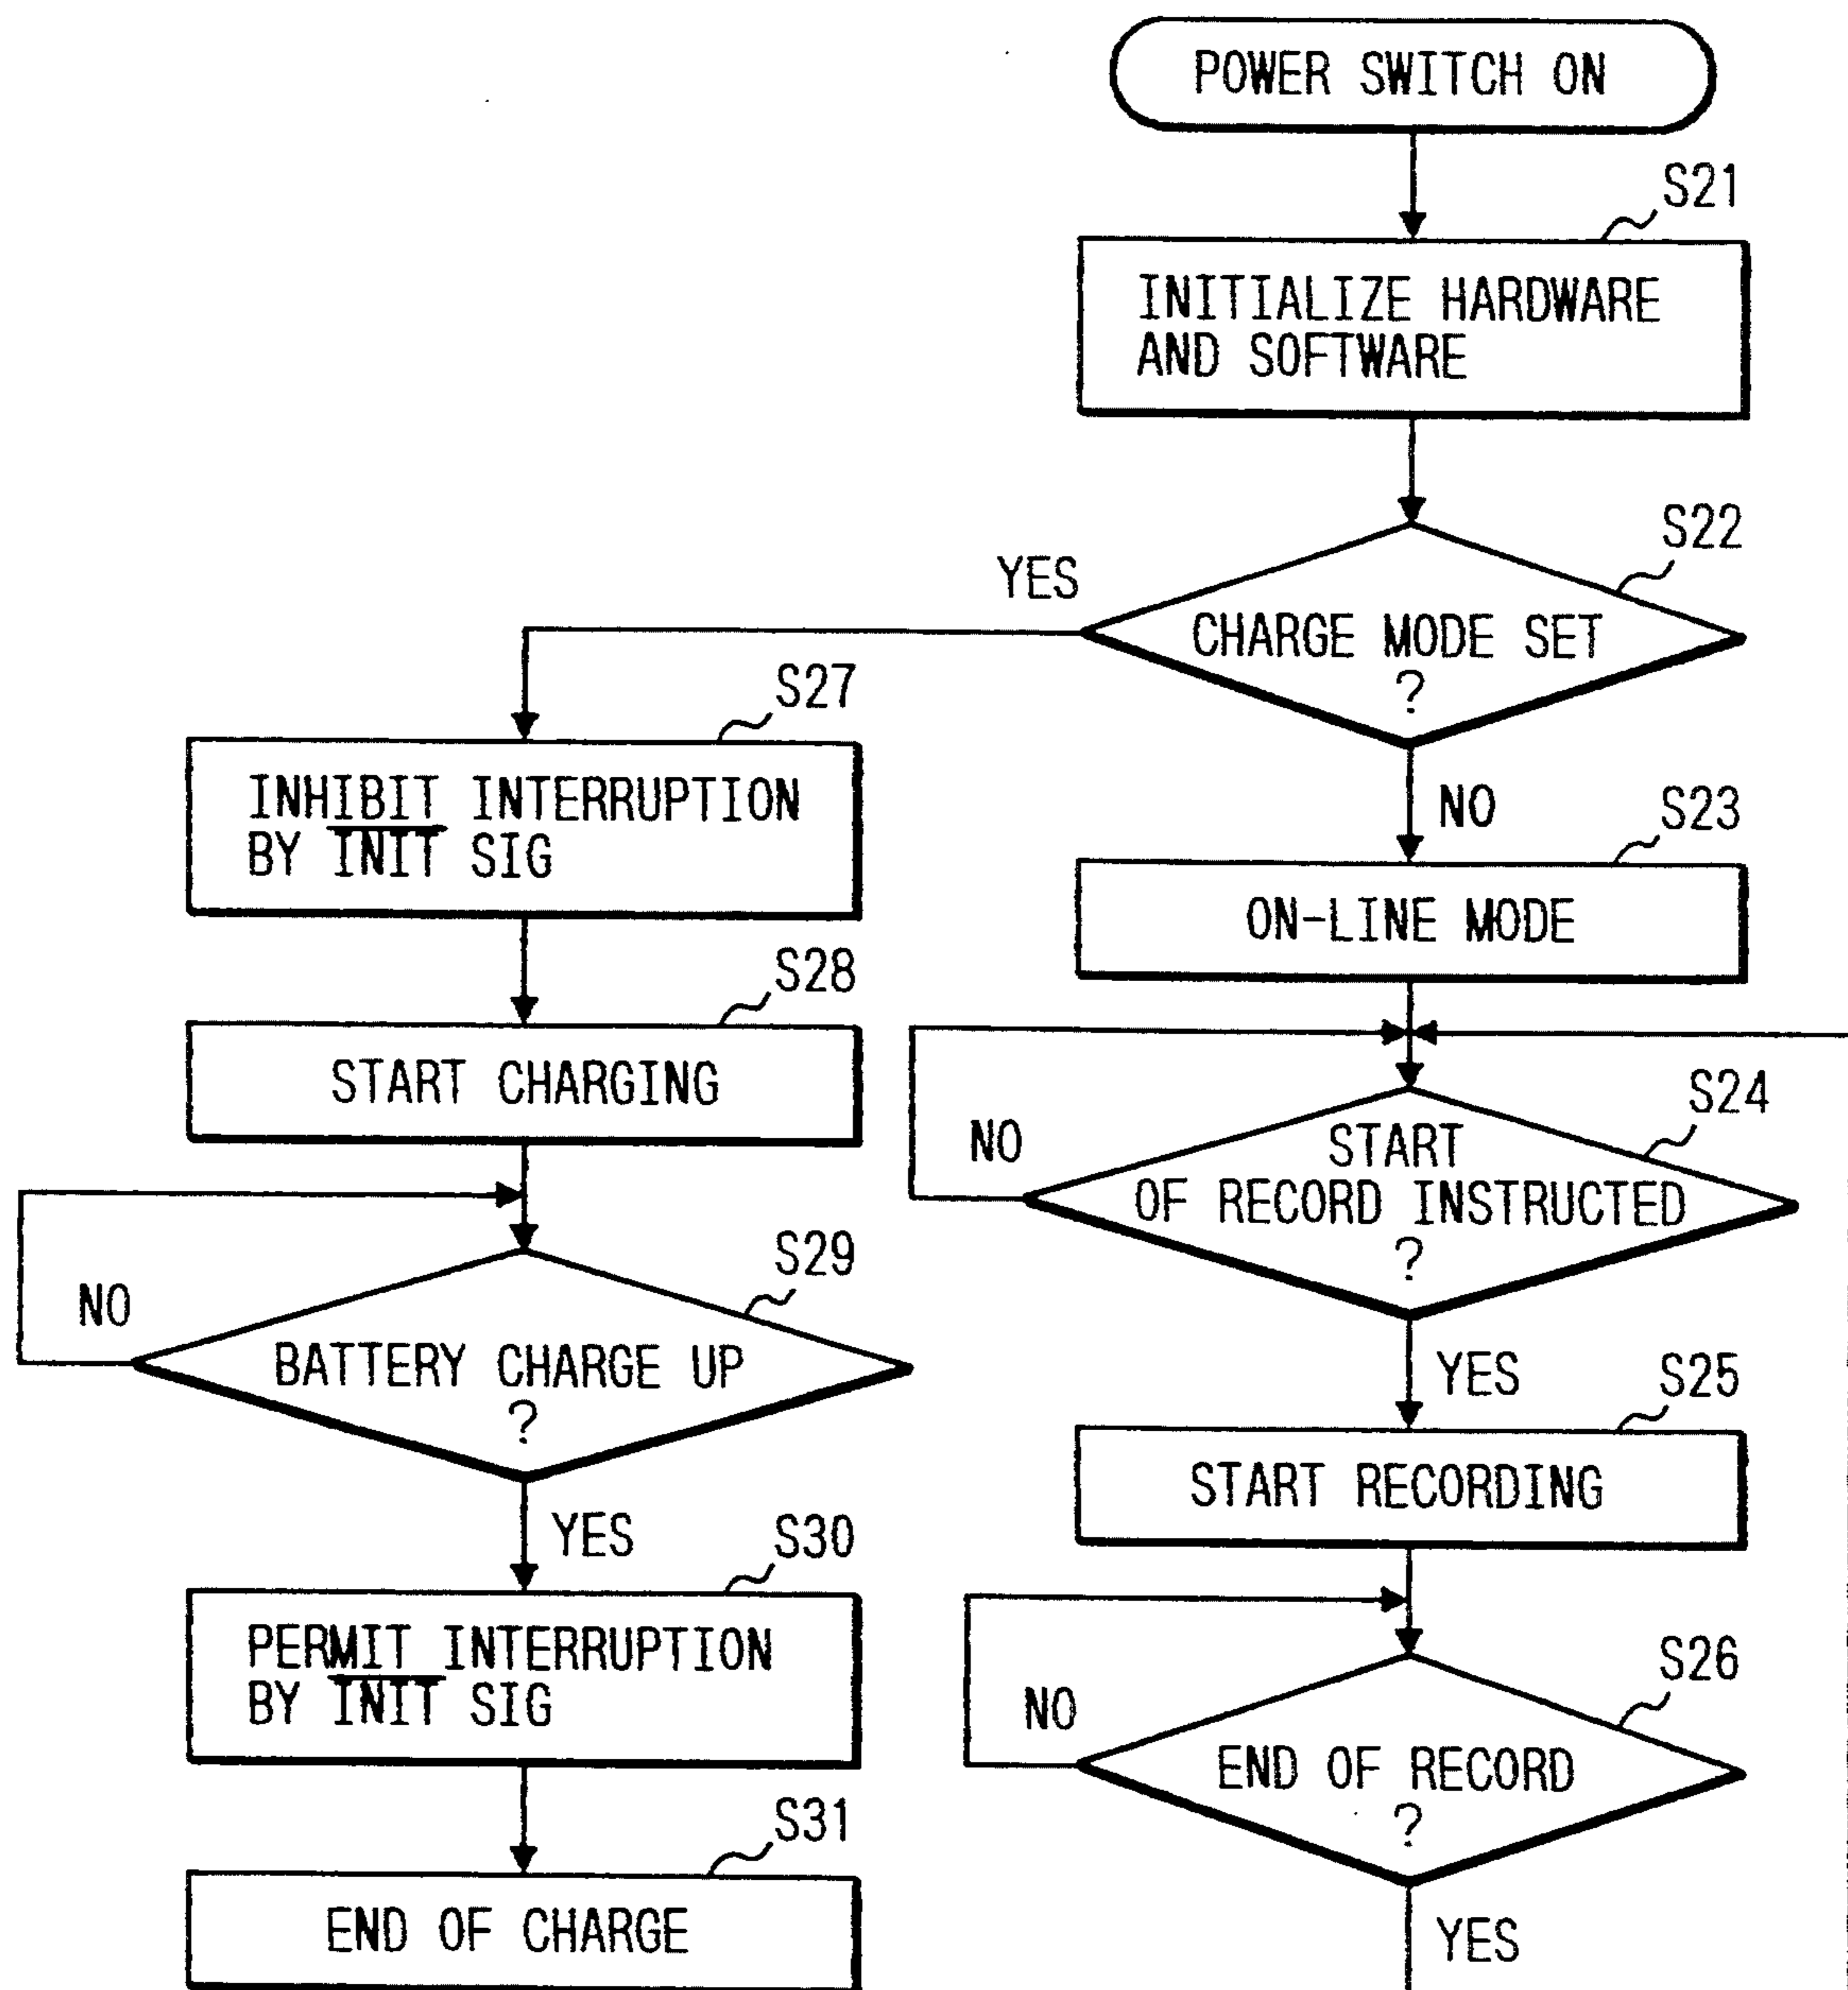 POWER SWITCH ON
S21
INITIALIZE HARDWARE
AND SOFTWARE
S22
CHARGE MODE SET
?
YES
NO
S27
INHIBIT INTERRUPTION
BY INIT SIG
S28
START CHARGING
S29
BATTERY CHARGE UP
?
NO
YES
S30
PERMIT INTERRUPTION
BY INIT SIG
S31
END OF CHARGE
S23
ON-LINE MODE
S24
START
OF RECORD INSTRUCTED
?
NO
YES
S25
START RECORDING
S26
END OF RECORD
?
NO
YES